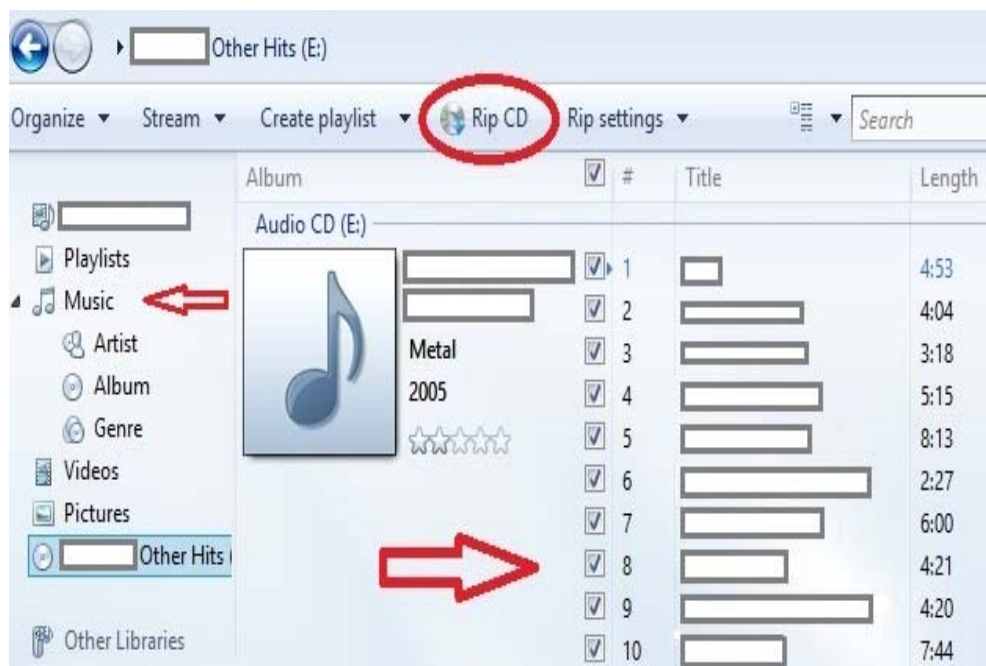 Other Hits (E:)
Organize Stream Create playlist Rip CD Rip settings Search
Album # Title Length
Audio CD (E:)
Playlists
Music
Artist
Album
Genre
Videos
Pictures
Other Hits (
Other Libraries
Metal
2005
1 4:53
2 4:04
3 3:18
4 5:15
5 8:13
6 2:27
7 6:00
8 4:21
9 4:20
10 7:44